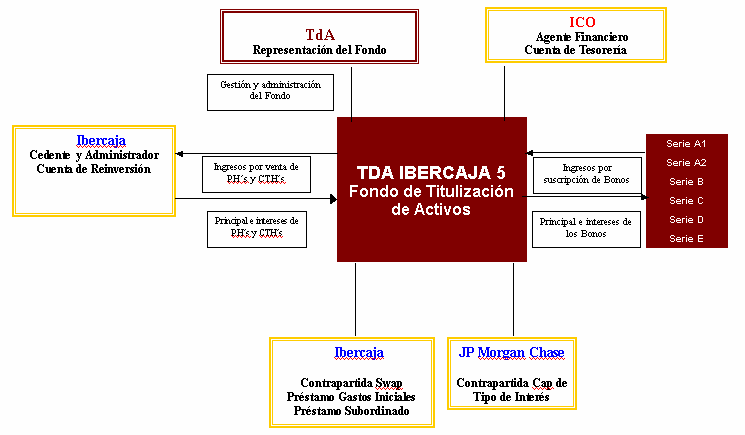 TdA
Representación del Fondo
ICO
Agente Financiero
Cuenta de Tesorería
Gestión y administración
del Fondo
Ibercaja
Cedente y Administrador
Cuenta de Reinversión
Ingresos por venta de
PH´s y CTH´s
Principal e intereses de
PH´s y CTH´s
TDA IBERCAJA 5
Fondo de Titulización
de Activos
Ingresos por
suscripción de Bonos
Principal e intereses de
los Bonos
Serie A1
Serie A2
Serie B
Serie C
Serie D
Serie E
Ibercaja
Contrapartida Swap
Préstamo Gastos Iniciales
Préstamo Subordinado
JP Morgan Chase
Contrapartida Cap de
Tipo de Interés